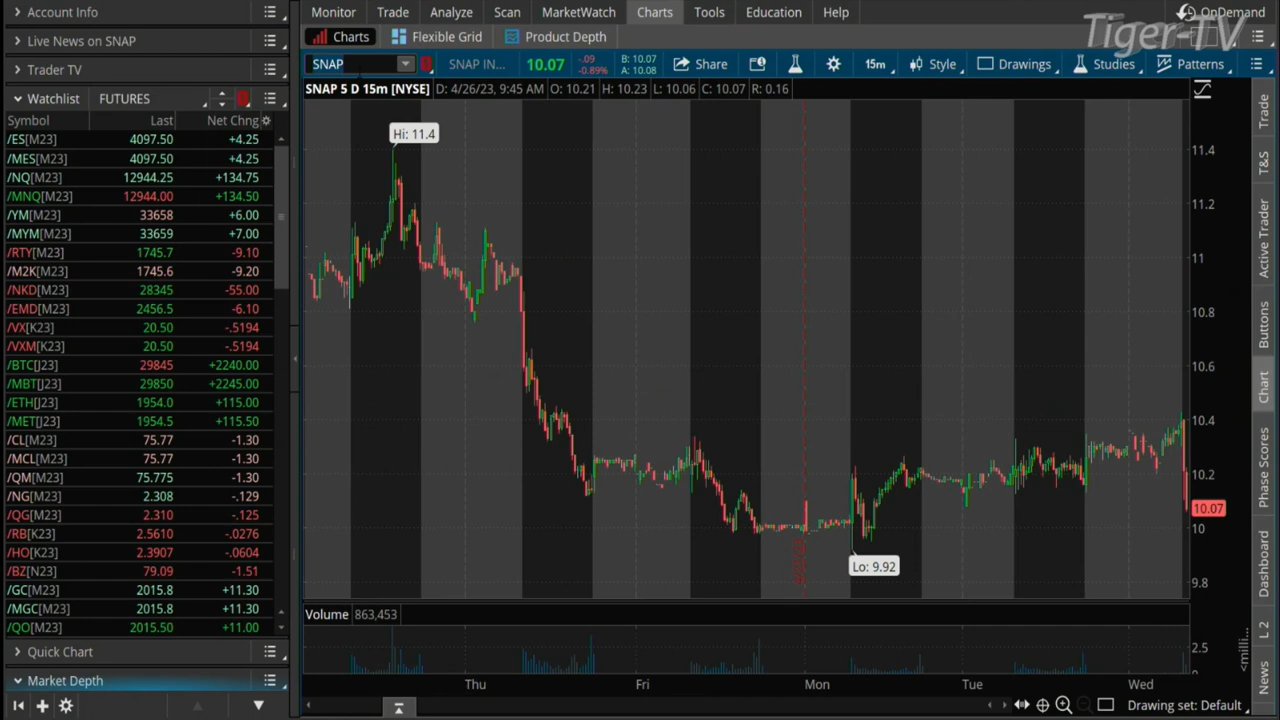 Account Info
Live News on SNAP
Trader TV
Watchlist FUTURES
Symbol Last Net Chng
/ES[M23] 4097.50 +4.25
/MES[M23] 4097.50 +4.25
/NQ[M23] 12944.25 +134.75
/MNQ[M23] 12944.00 +134.50
/YM[M23] 33658 +6.00
/MYM[M23] 33659 +7.00
/RTY[M23] 1745.7 -9.10
/M2K[M23] 1745.6 -9.20
/NKD[M23] 28345 -55.00
/EMD[M23] 2456.5 -6.10
/VX[K23] 20.50 -.5194
/VXM[K23] 20.50 -.5194
/BTC[J23] 29845 +2240.00
/MBT[J23] 29850 +2245.00
/ETH[J23] 1954.0 +115.00
/MET[J23] 1954.5 +115.50
/CL[M23] 75.77 -1.30
/MCL[M23] 75.77 -1.30
/QM[M23] 75.775 -1.30
/NG[M23] 2.308 -.129
/QG[M23] 2.310 -.125
/RB[K23] 2.5610 -.0276
/HO[K23] 2.3907 -.0604
/BZ[N23] 79.09 -1.51
/GC[M23] 2015.8 +11.30
/MGC[M23] 2015.8 +11.30
/QO[M23] 2015.50 +11.00
Quick Chart
Market Depth
Monitor Trade Analyze Scan MarketWatch Charts Tools Education Help OnDemand
Tiger-TV
Charts Flexible Grid Product Depth
SNAP SNAP IN... 10.07 -.09 B: 10.07 Share 15m Style Drawings Studies Patterns
-0.89% A: 10.08
SNAP 5 D 15m [NYSE] D: 4/26/23, 9:45 AM O: 10.21 H: 10.23 L: 10.06 C: 10.07 R: 0.16
Hi: 11.4
Lo: 9.92
11.4
11.2
11
10.8
10.6
10.4
10.2
10.07
10
9.8
Volume 863,453
2.5
<milli...
Thu Fri Mon Tue Wed
Drawing set: Default
Trade
T&S
Active Trader
Buttons
Chart
Phase Scores
Dashboard
L 2
News